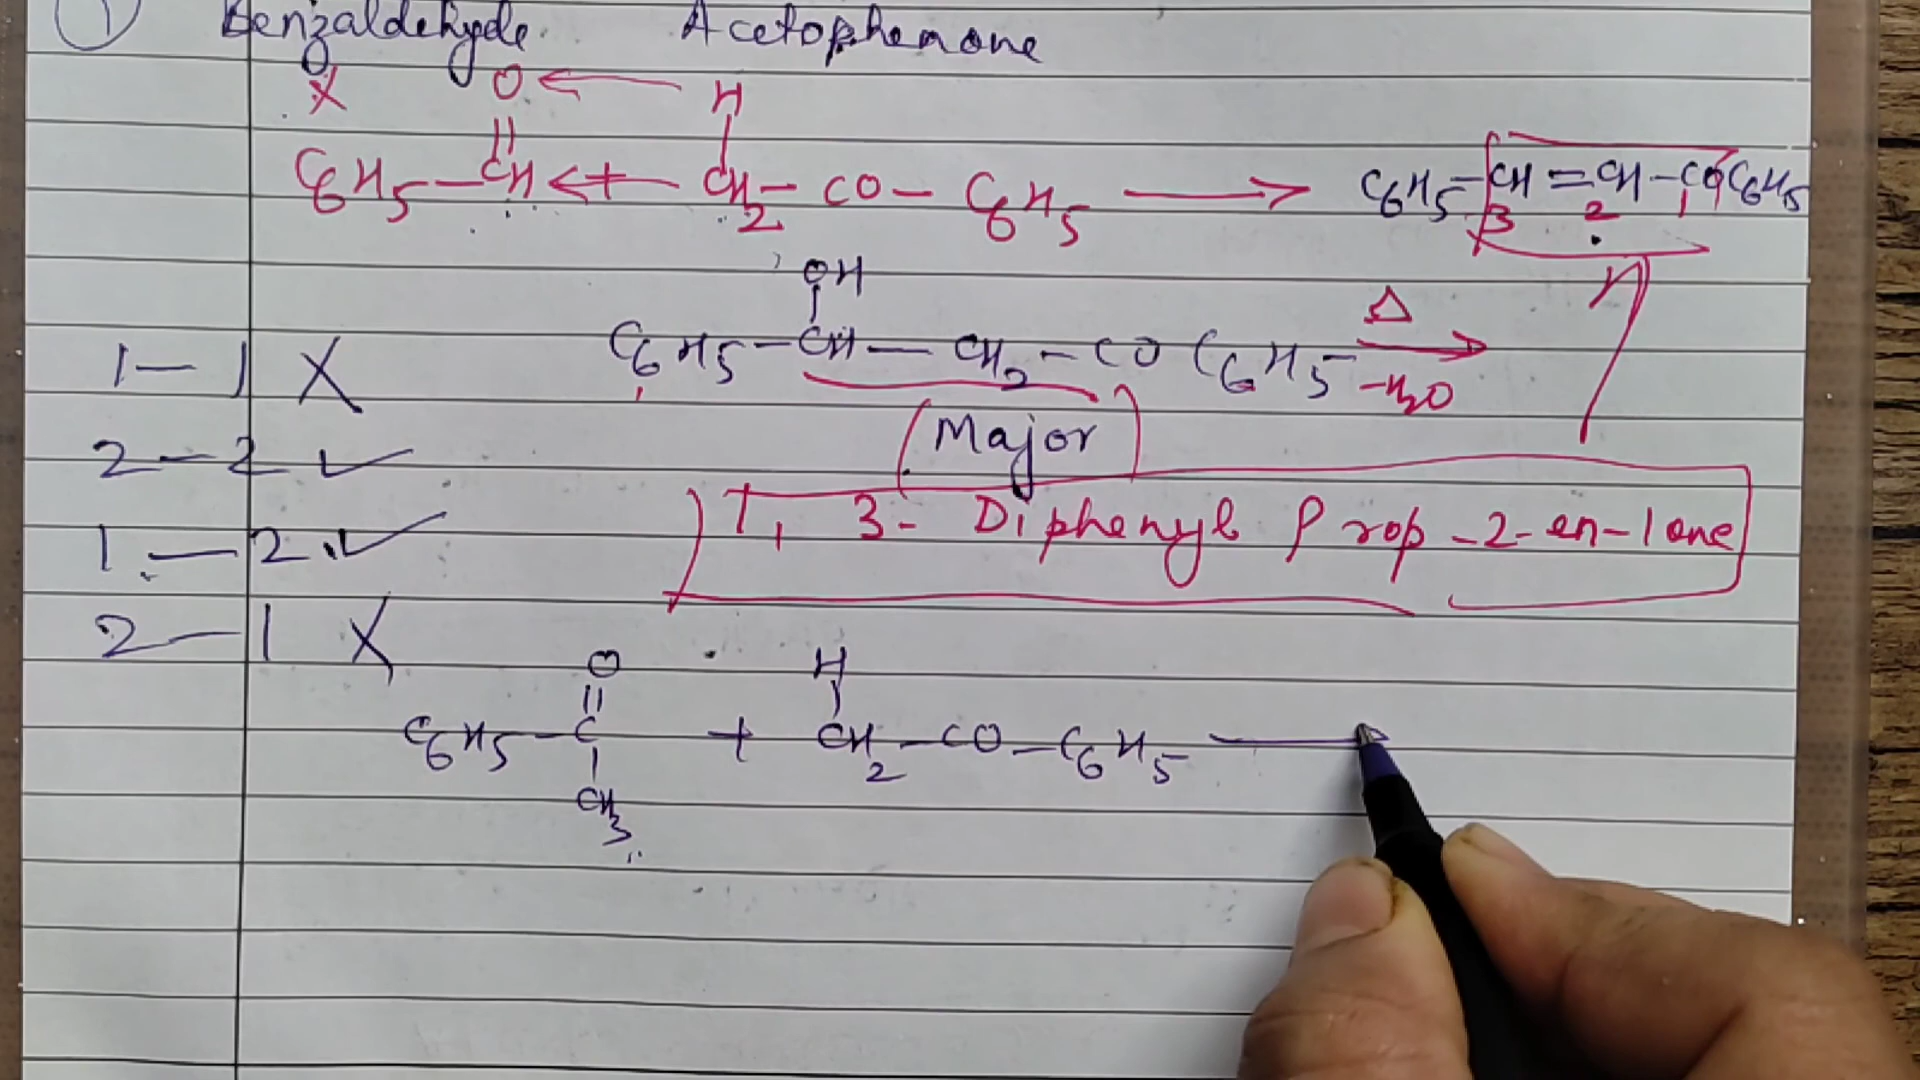 ① Benzaldehyde Acetophenone
X O ← H
||
C6H5 – CH ← + CH2 – CO – C6H5 → C6H5 – CH = CH – COC6H5
3 2 1
OH
C6H5 – CH – CH2 – CO C6H5 Δ → –H2O
1 – 1 X
(Major)
2 – 2 ✓
1, 3- Diphenyl Prop -2-en-1one
1 – 2 ✓
2 – 1 X
O H
||
C6H5 – C + CH2 – CO – C6H5 →
CH3